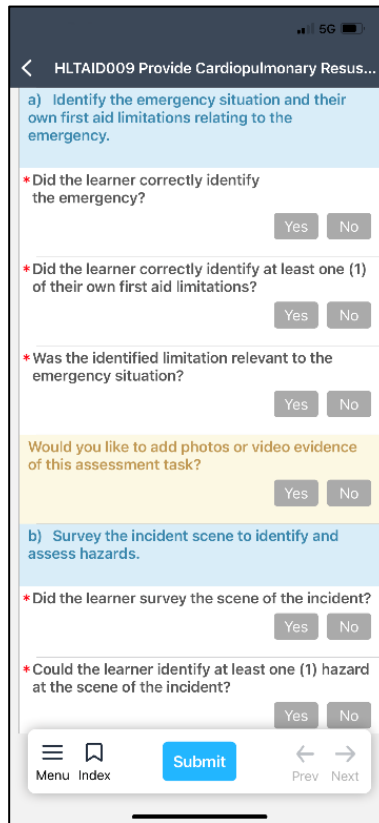 5G
HLTAID009 Provide Cardiopulmonary Resus...
a) Identify the emergency situation and their
own first aid limitations relating to the
emergency.
*Did the learner correctly identify
the emergency?
Yes No
*Did the learner correctly identify at least one (1)
of their own first aid limitations?
Yes No
*Was the identified limitation relevant to the
emergency situation?
Yes No
Would you like to add photos or video evidence
of this assessment task?
Yes No
b) Survey the incident scene to identify and
assess hazards.
*Did the learner survey the scene of the incident?
Yes No
*Could the learner identify at least one (1) hazard
at the scene of the incident?
Yes No
Menu Index Submit Prev Next